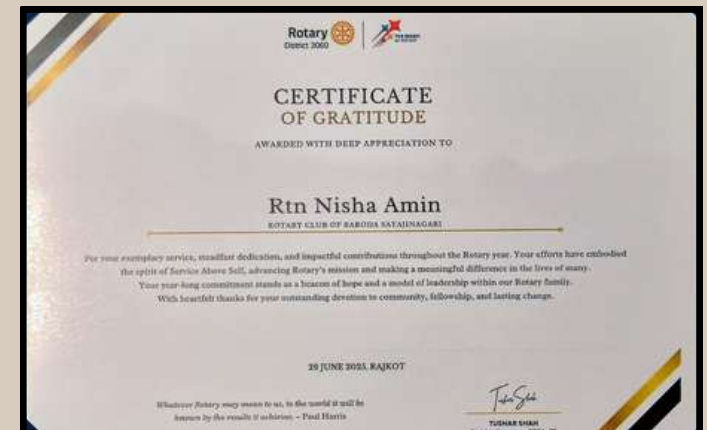 Rotary
District 3060
CERTIFICATE
OF GRATITUDE
AWARDED WITH DEEP APPRECIATION TO
Rtn Nisha Amin
ROTARY CLUB OF BARODA SAYAJINAGARI
For your exemplary service, steadfast dedication, and impactful contributions throughout the Rotary year. Your efforts have embodied
the spirit of Service Above Self, advancing Rotary's mission and making a meaningful difference in the lives of many.
Your year-long commitment stands as a beacon of hope and a model of leadership within our Rotary family.
With heartfelt thanks for your outstanding devotion to community, fellowship, and lasting change.
29 JUNE 2025, RAJKOT
Whatever Rotary may mean to us, to the world it will be
known by the results it achieves. – Paul Harris
TUSHAR SHAH